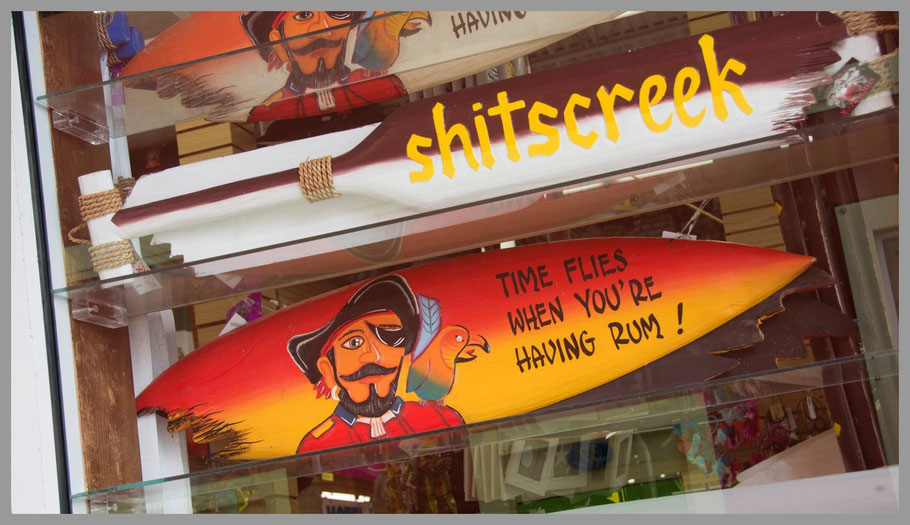 HAVING
shitscreek
TIME FLIES
WHEN YOU'RE
HAVING RUM!